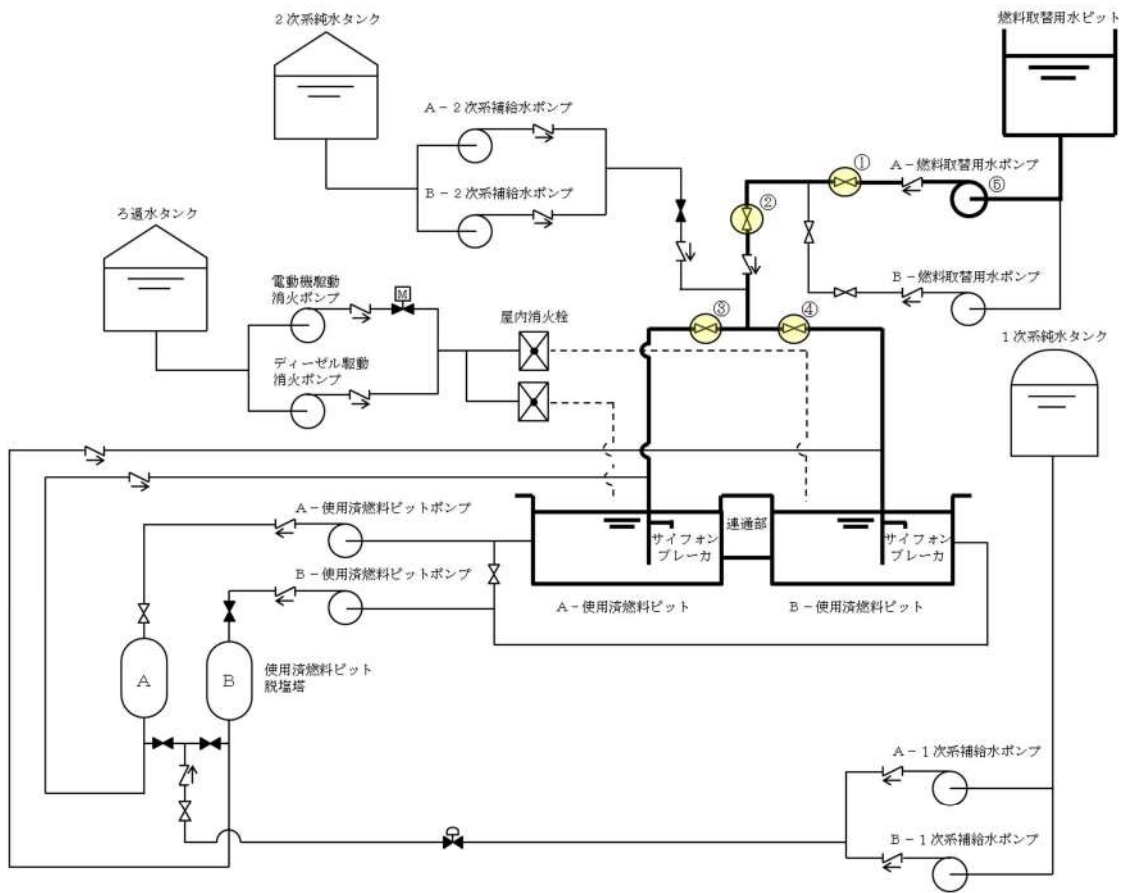 2次系純水タンク
燃料取替用水ピット
A-2次系補給水ポンプ
①
A-燃料取替用水ポンプ
⑤
B-2次系補給水ポンプ
②
ろ過水タンク
電動機駆動
消火ポンプ
M
B-燃料取替用水ポンプ
③
④
屋内消火栓
1次系純水タンク
ディーゼル駆動
消火ポンプ
A-使用済燃料ピットポンプ
連通部
サイフォン
ブレーカ
サイフォン
ブレーカ
B-使用済燃料ピットポンプ
A-使用済燃料ピット
B-使用済燃料ピット
A
B
使用済燃料ピット
脱塩塔
A-1次系補給水ポンプ
B-1次系補給水ポンプ